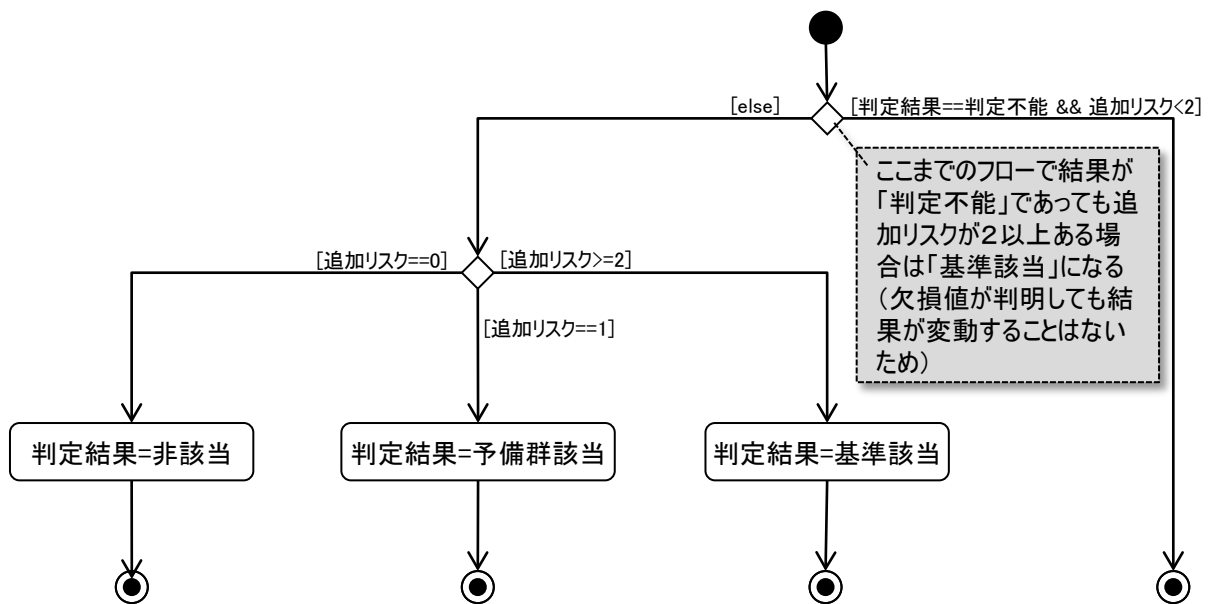 [else]
[判定結果==判定不能 && 追加リスク<2]
ここまでのフローで結果が
「判定不能」であっても追
加リスクが２以上ある場
合は「基準該当」になる
（欠損値が判明しても結
果が変動することはない
ため）
[追加リスク==0]
[追加リスク>=2]
[追加リスク==1]
判定結果=非該当
判定結果=予備群該当
判定結果=基準該当